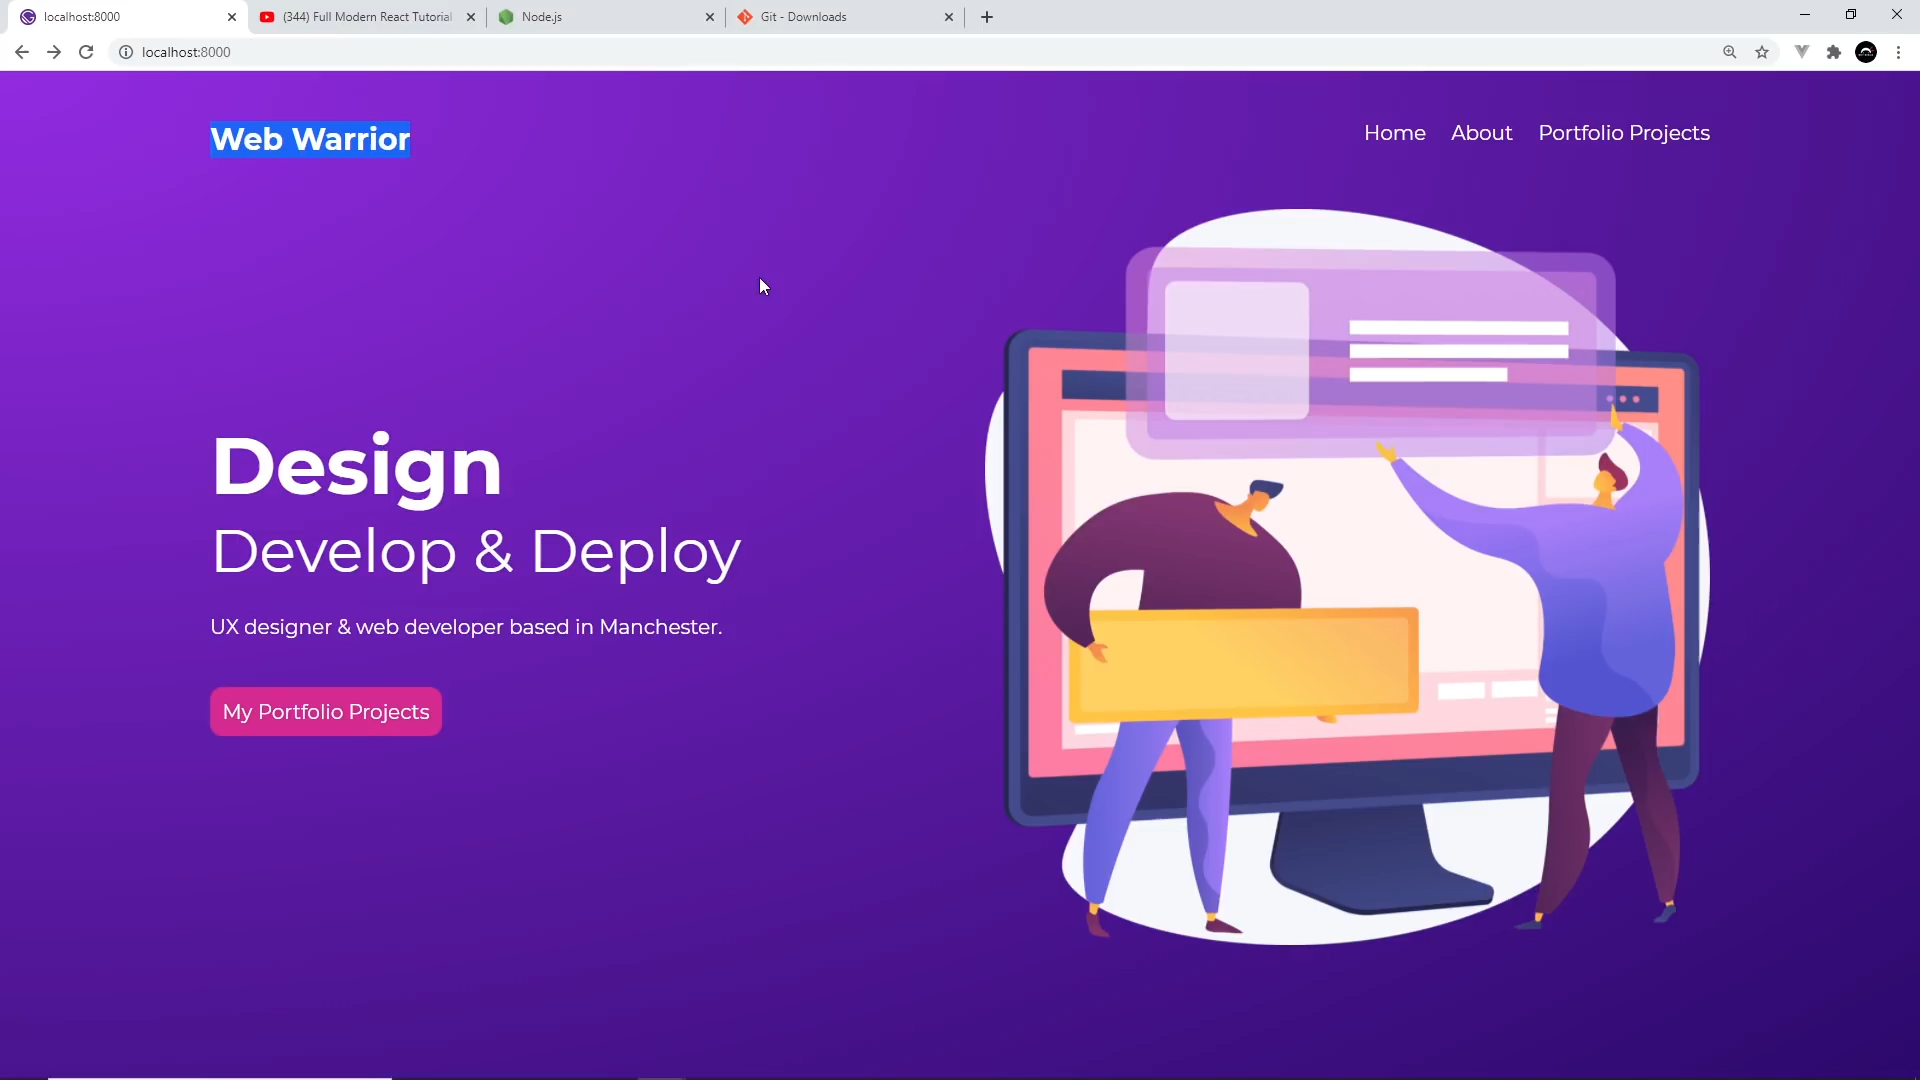 localhost:8000
(344) Full Modern React Tutorial
Node.js
Git - Downloads
localhost:8000
Web Warrior
Home
About
Portfolio Projects
Design
Develop & Deploy
UX designer & web developer based in Manchester.
My Portfolio Projects